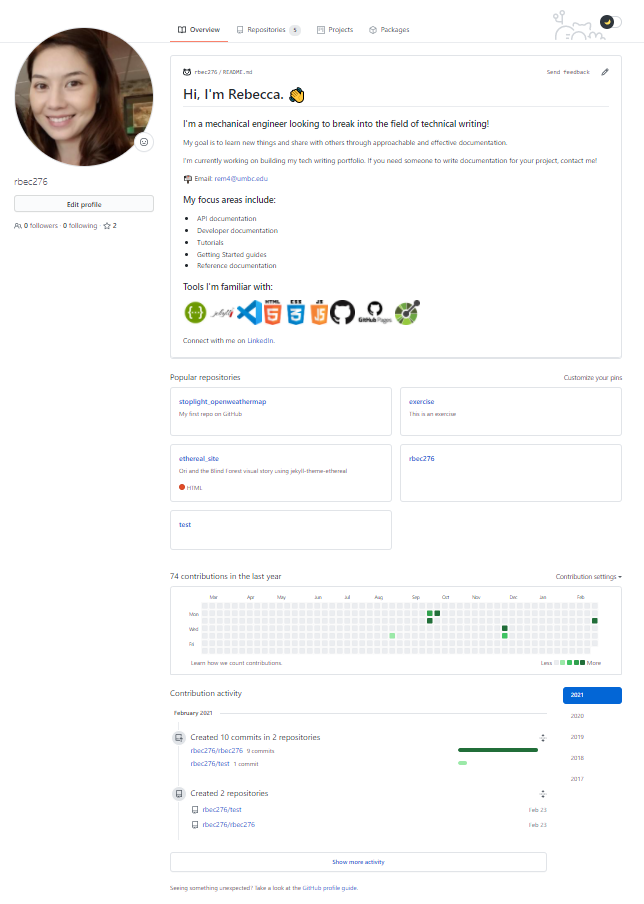 Overview
Repositories 5
Projects
Packages
rbec276 / README.md
Send feedback
Hi, I'm Rebecca.
I'm a mechanical engineer looking to break into the field of technical writing!
My goal is to learn new things and share with others through approachable and effective documentation.
I'm currently working on building my tech writing portfolio. If you need someone to write documentation for your project, contact me!
Email: rem4@umbc.edu
My focus areas include:
API documentation
Developer documentation
Tutorials
Getting Started guides
Reference documentation
Tools I'm familiar with:
jekyll
HTML
5
CSS
3
JS
5
GitHub Pages
Connect with me on LinkedIn.
rbec276
Edit profile
0 followers · 0 following · 2
Popular repositories
Customize your pins
stoplight_openweathermap
My first repo on GitHub
exercise
This is an exercise
ethereal_site
Ori and the Blind Forest visual story using jekyll-theme-ethereal
HTML
rbec276
test
74 contributions in the last year
Contribution settings
Mar Apr May Jun Jul Aug Sep Oct Nov Dec Jan Feb
Mon
Wed
Fri
Learn how we count contributions.
Less More
Contribution activity
2021
2020
2019
2018
2017
February 2021
Created 10 commits in 2 repositories
rbec276/rbec276 9 commits
rbec276/test 1 commit
Created 2 repositories
rbec276/test Feb 23
rbec276/rbec276 Feb 23
Show more activity
Seeing something unexpected? Take a look at the GitHub profile guide.